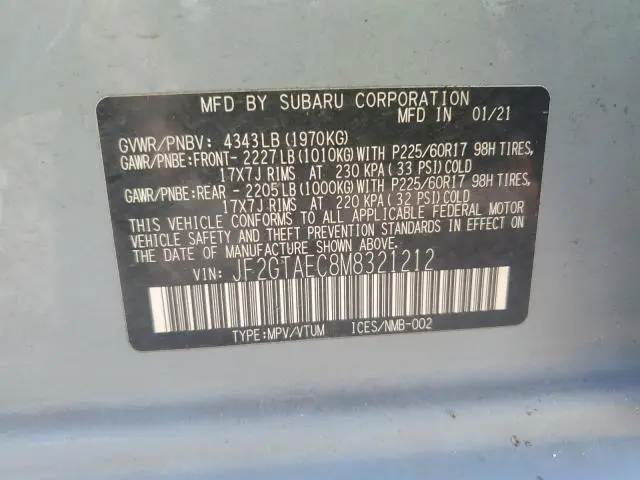 MFD BY SUBARU CORPORATION
MFD IN 01/21
GVWR/PNBV: 4343LB(1970KG)
GAWR/PNBE:FRONT- 2227LB(1010KG)WITH P225/60R17 98H TIRES,
17X7J RIMS AT 230 KPA(33 PSI)COLD
GAWR/PNBE:REAR - 2205LB(1000KG)WITH P225/60R17 98H TIRES,
17X7J RIMS AT 220 KPA(32 PSI)COLD
THIS VEHICLE CONFORMS TO ALL APPLICABLE FEDERAL MOTOR
VEHICLE SAFETY AND THEFT PREVENTION STANDARDS IN EFFECT
ON THE DATE OF MANUFACTURE SHOWN ABOVE.
VIN: JF2GTAEC8M8321212
TYPE:MPV/VTUM ICES/NMB-002